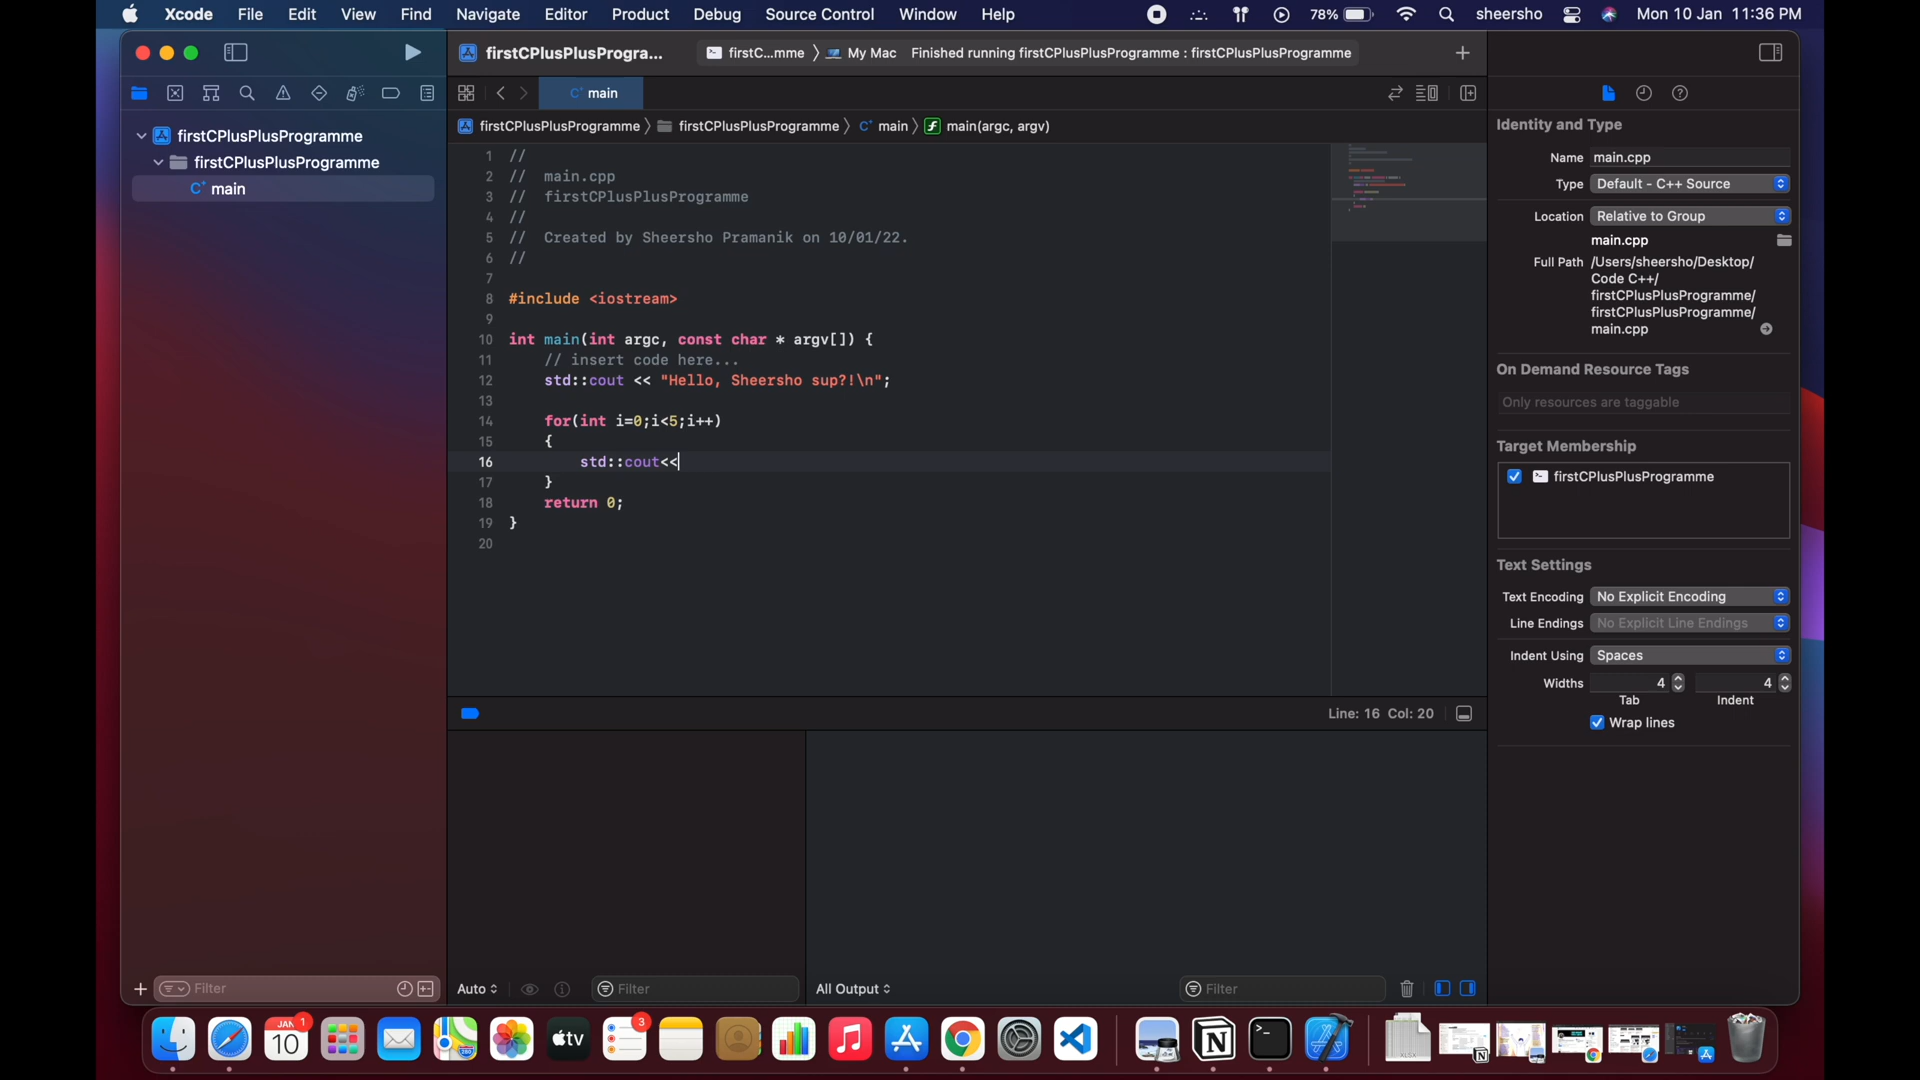 Xcode File Edit View Find Navigate Editor Product Debug Source Control Window Help 78% sheersho Mon 10 Jan 11:36 PM
firstCPlusPlusProgra... firstC...mme My Mac Finished running firstCPlusPlusProgramme : firstCPlusPlusProgramme
C+ main
firstCPlusPlusProgramme
firstCPlusPlusProgramme
C+ main
firstCPlusPlusProgramme firstCPlusPlusProgramme C+ main f main(argc, argv)
1 //
2 // main.cpp
3 // firstCPlusPlusProgramme
4 //
5 // Created by Sheersho Pramanik on 10/01/22.
6 //
7
8 #include <iostream>
9
10 int main(int argc, const char * argv[]) {
11 // insert code here...
12 std::cout << "Hello, Sheersho sup?!\n";
13
14 for(int i=0;i<5;i++)
15 {
16 std::cout<<
17 }
18 return 0;
19 }
20
Line: 16 Col: 20
Identity and Type
Name main.cpp
Type Default - C++ Source
Location Relative to Group
main.cpp
Full Path /Users/sheersho/Desktop/
Code C++/
firstCPlusPlusProgramme/
firstCPlusPlusProgramme/
main.cpp
On Demand Resource Tags
Only resources are taggable
Target Membership
firstCPlusPlusProgramme
Text Settings
Text Encoding No Explicit Encoding
Line Endings No Explicit Line Endings
Indent Using Spaces
Widths 4 4
Tab Indent
Wrap lines
Filter
Auto Filter
All Output Filter
JAN 1
10
3
tv
N
XLSX